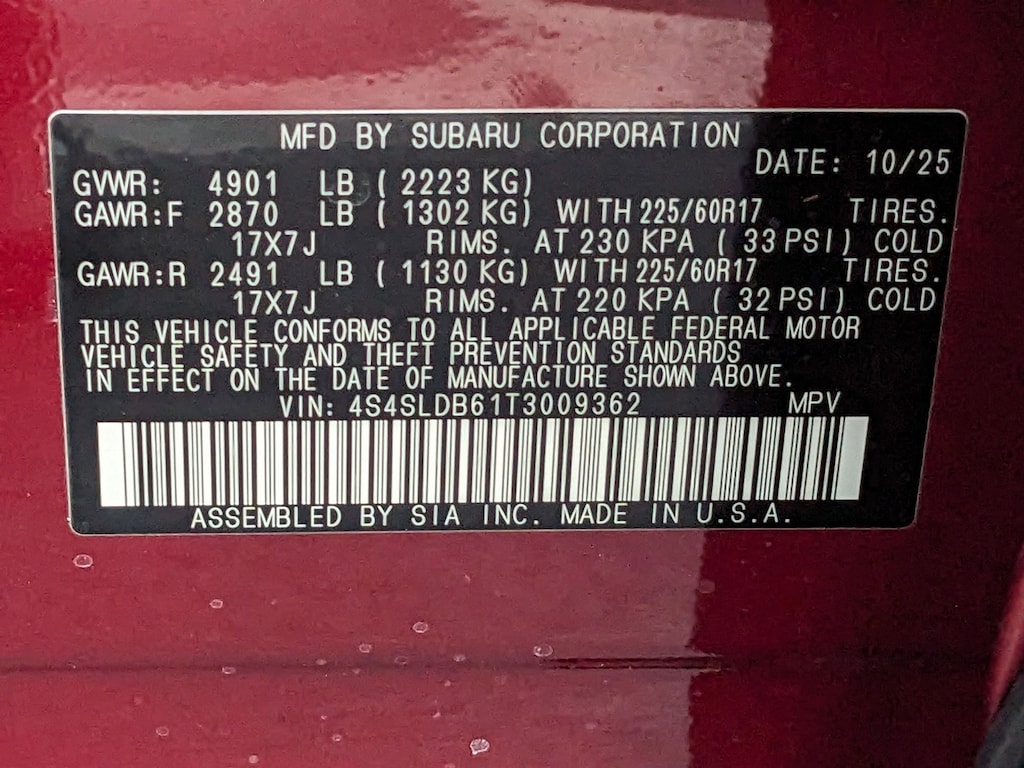 MFD BY SUBARU CORPORATION
DATE: 10/25
GVWR: 4901 LB ( 2223 KG)
GAWR:F 2870 LB ( 1302 KG) WITH 225/60R17 TIRES.
17X7J RIMS. AT 230 KPA ( 33 PSI) COLD
GAWR:R 2491 LB ( 1130 KG) WITH 225/60R17 TIRES.
17X7J RIMS. AT 220 KPA ( 32 PSI) COLD
THIS VEHICLE CONFORMS TO ALL APPLICABLE FEDERAL MOTOR
VEHICLE SAFETY AND THEFT PREVENTION STANDARDS
IN EFFECT ON THE DATE OF MANUFACTURE SHOWN ABOVE.
VIN: 4S4SLDB61T3009362 MPV
ASSEMBLED BY SIA INC. MADE IN U.S.A.